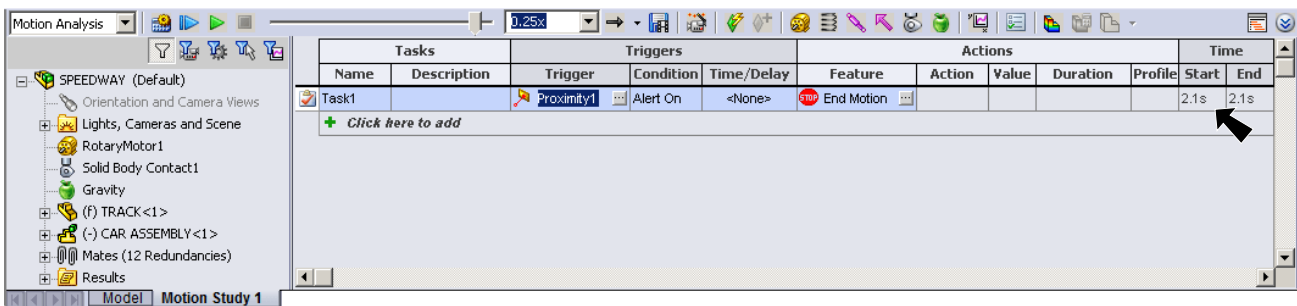 Motion Analysis 0.25x
Tasks Triggers Actions Time
Name Description Trigger Condition Time/Delay Feature Action Value Duration Profile Start End
Task1 Proximity1 ... Alert On <None> STOP End Motion ... 2.1s 2.1s
+ Click here to add
SPEEDWAY (Default)
Orientation and Camera Views
Lights, Cameras and Scene
RotaryMotor1
Solid Body Contact1
Gravity
(f) TRACK<1>
(-) CAR ASSEMBLY<1>
Mates (12 Redundancies)
Results
Model Motion Study 1